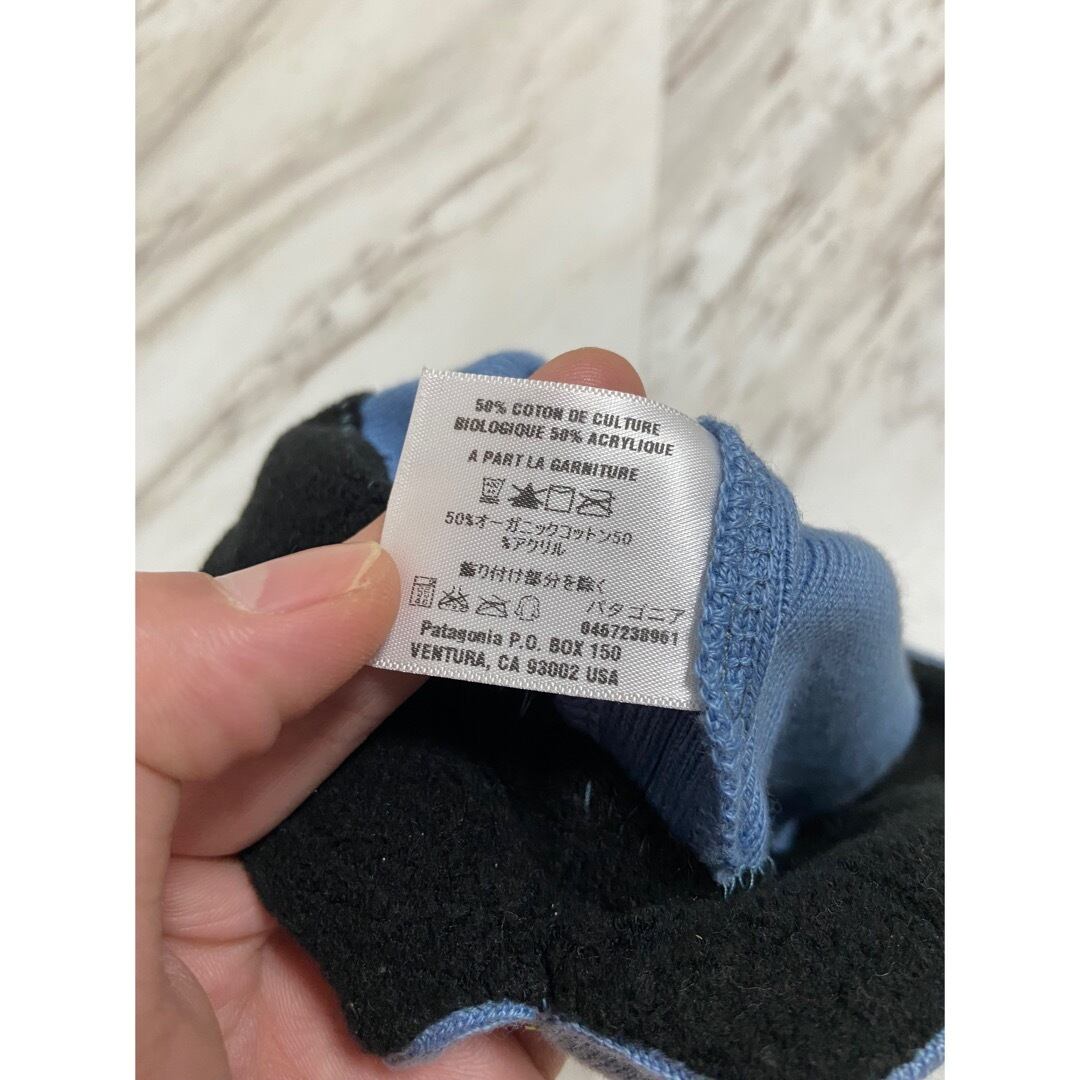 50% COTON DE CULTURE
BIOLOGIQUE 50% ACRYLIQUE
A PART LA GARNITURE
50%オーガニックコットン50
%アクリル
飾り付け部分を除く
パタゴニア
0467238961
Patagonia P.O. BOX 150
VENTURA, CA 93002 USA